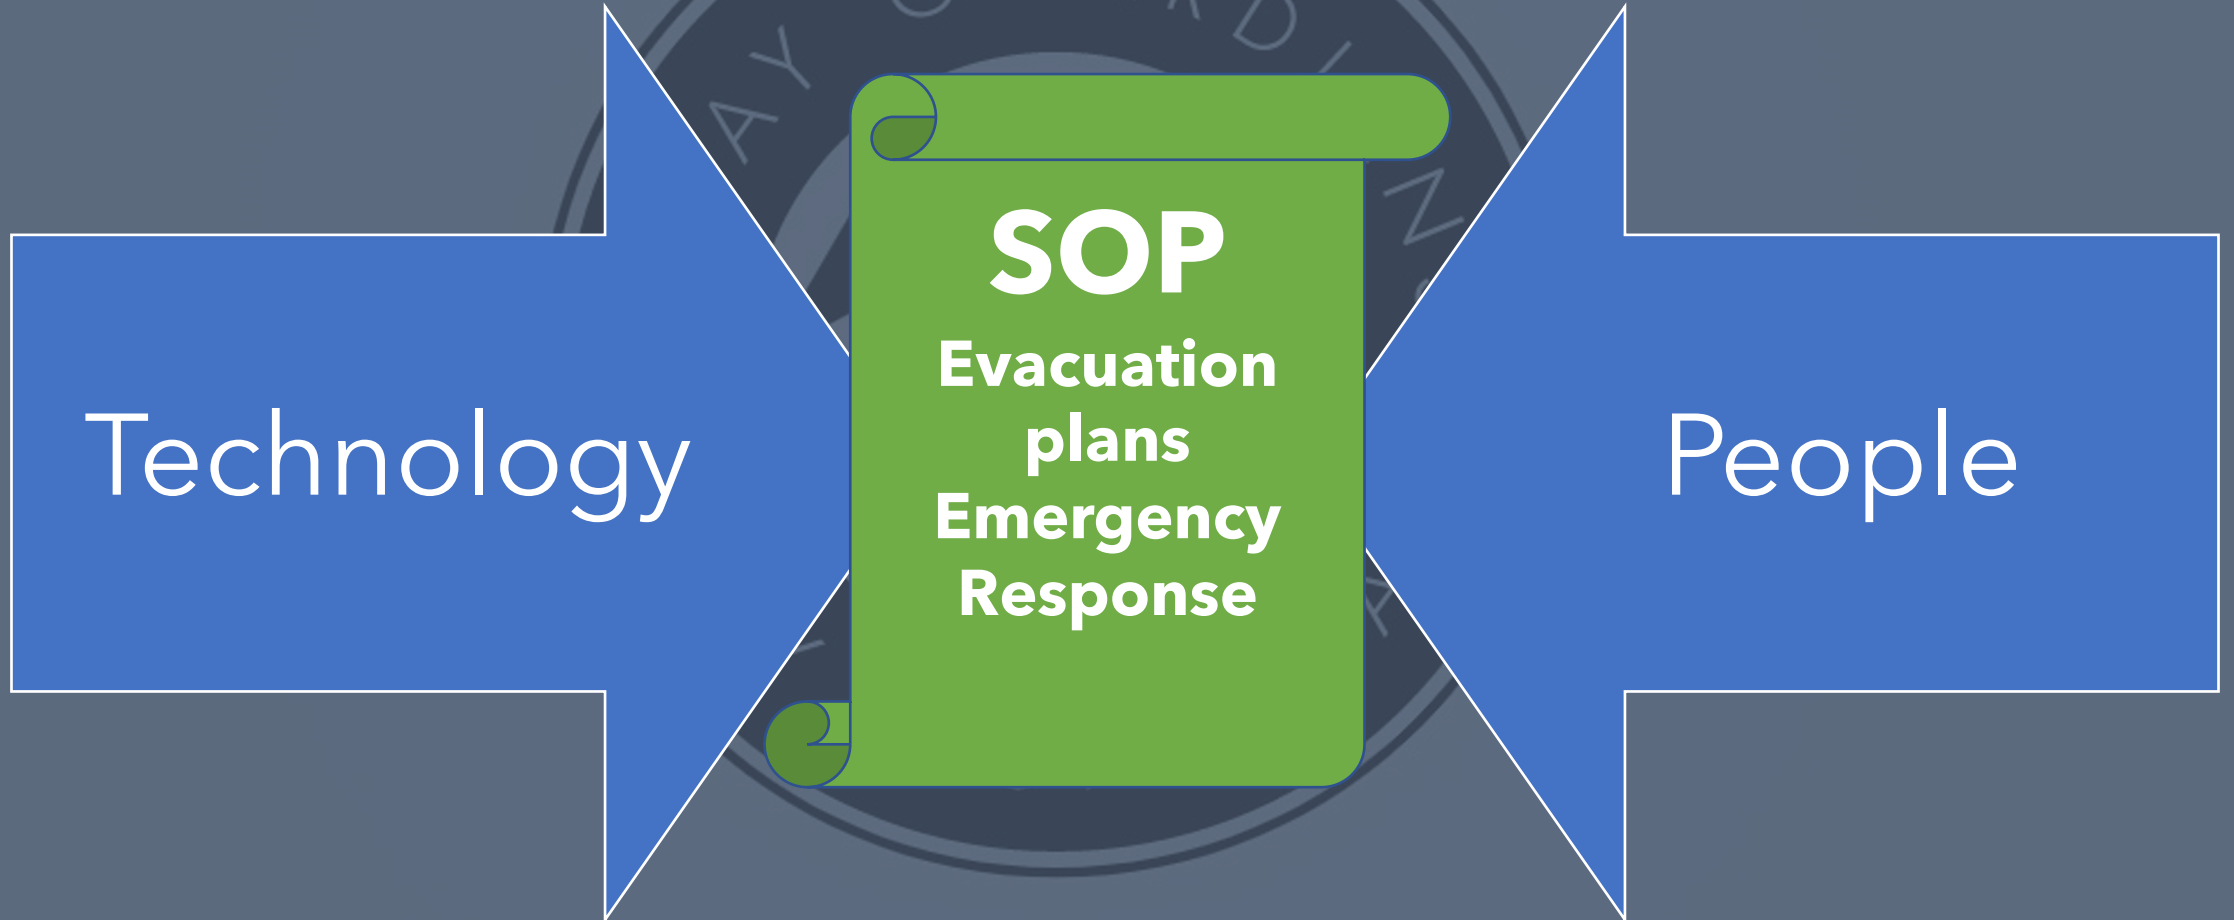 Technology
SOP
Evacuation
plans
Emergency
Response
People